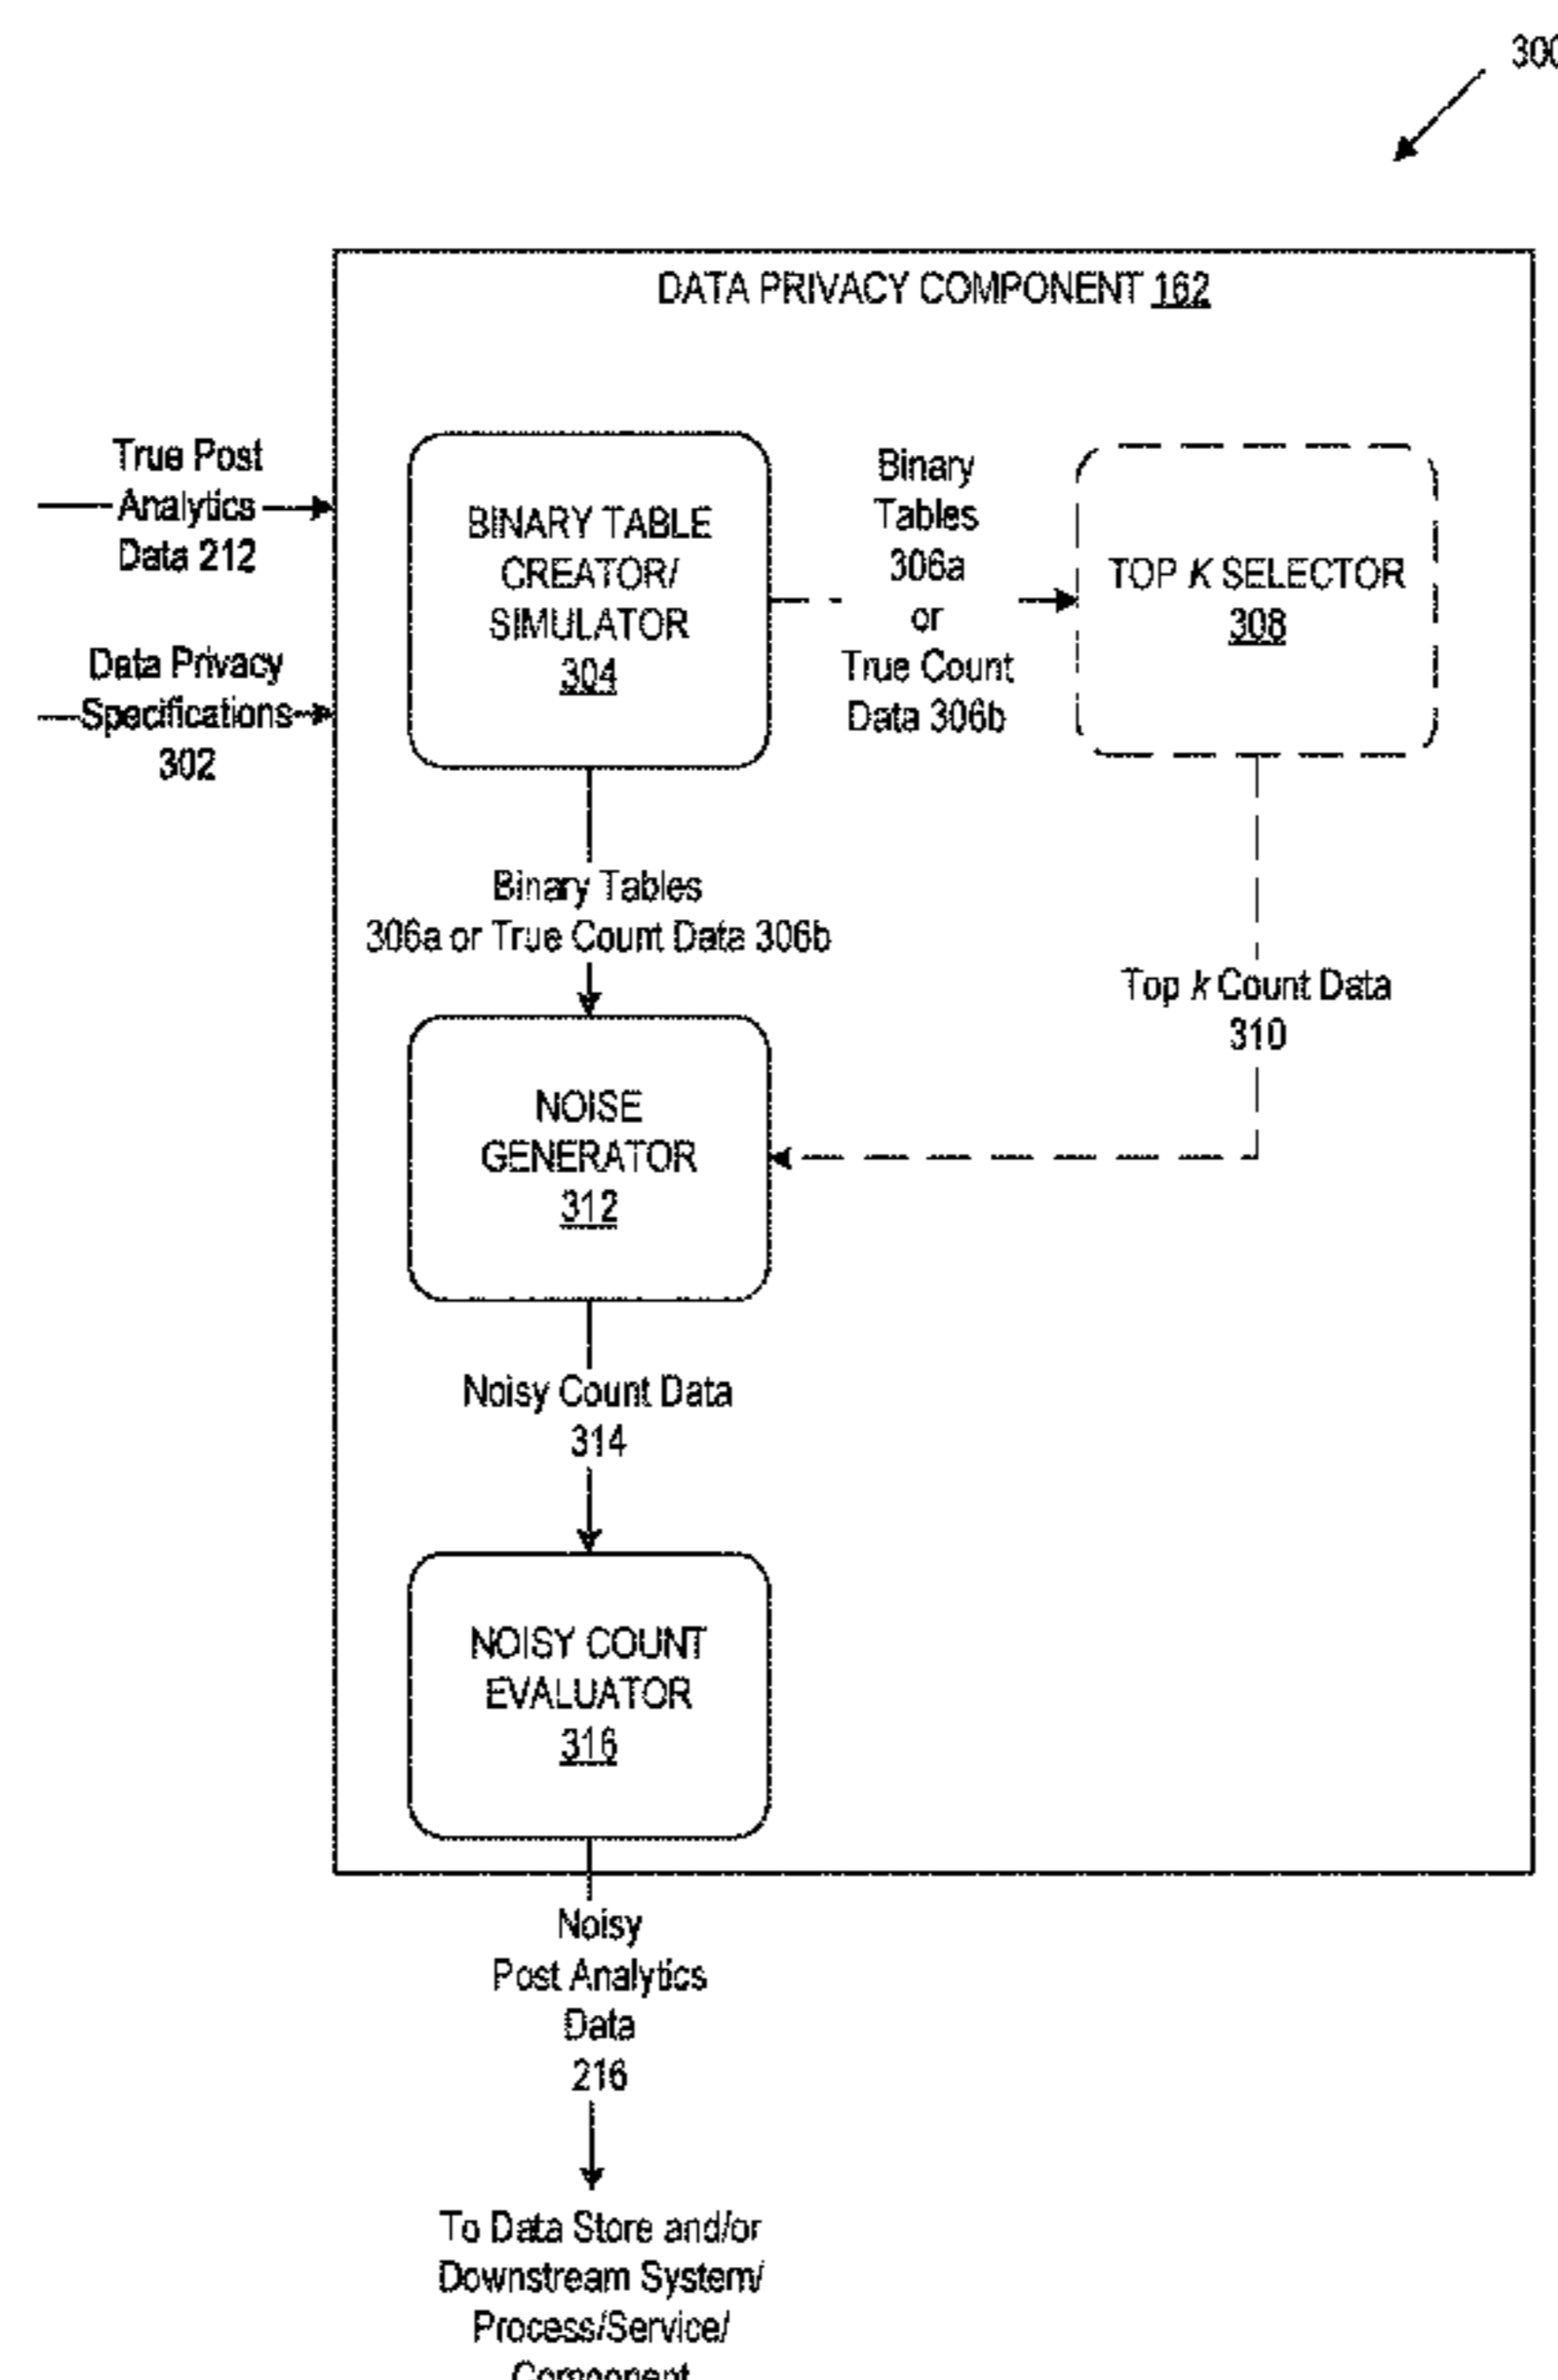 300
DATA PRIVACY COMPONENT 162
True Post
Analytics
Data 212
Data Privacy
Specifications
302
BINARY TABLE
CREATOR/
SIMULATOR
304
Binary
Tables
306a
or
True Count
Data 306b
TOP K SELECTOR
308
Binary Tables
306a or True Count Data 306b
Top k Count Data
310
NOISE
GENERATOR
312
Noisy Count Data
314
NOISY COUNT
EVALUATOR
316
Noisy
Post Analytics
Data
216
To Data Store and/or
Downstream System/
Process/Service/
Component